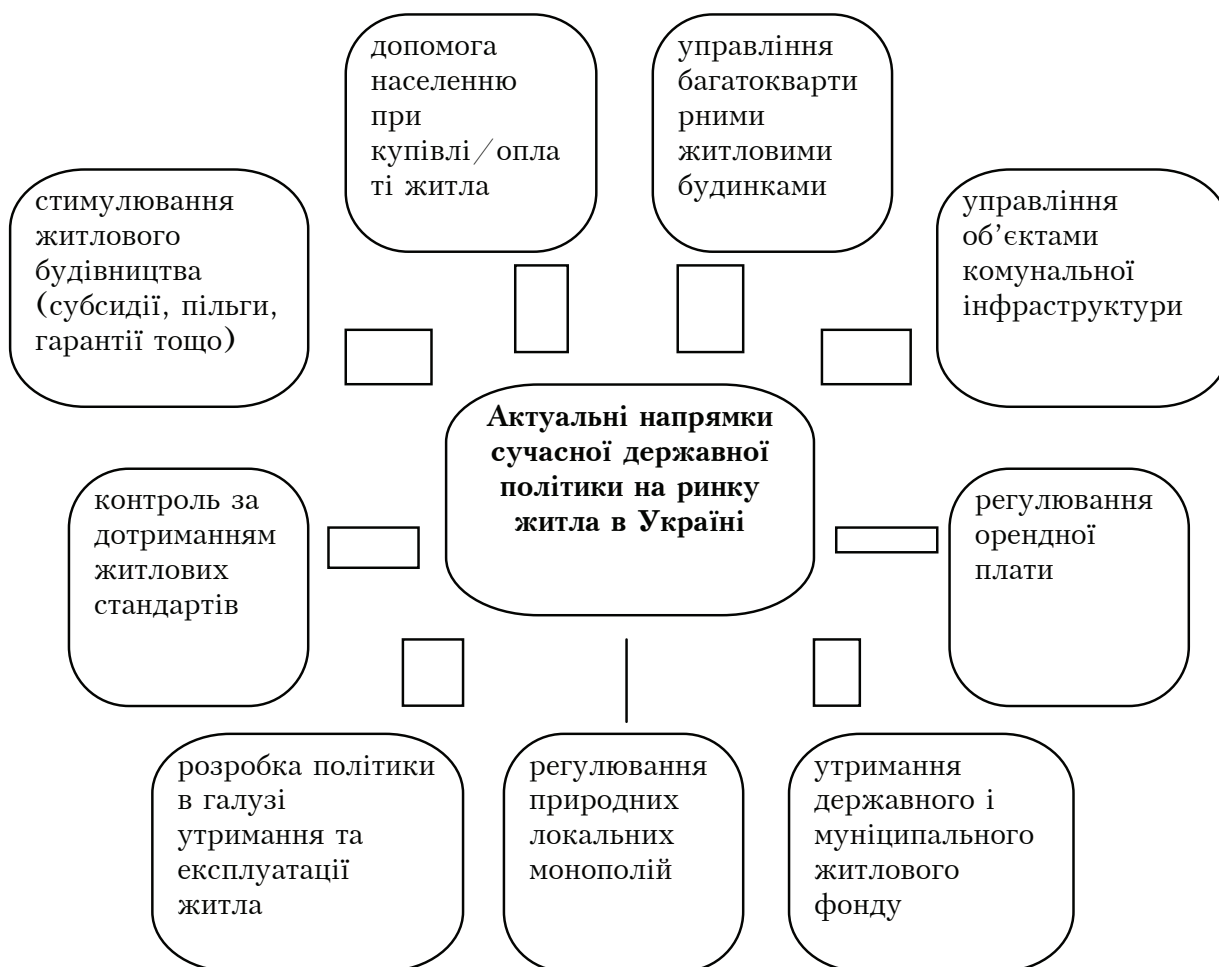 допомога
населенню
при
купівлі/опла
ті житла
управління
багатокварти
рними
житловими
будинками
стимулювання
житлового
будівництва
(субсидії, пільги,
гарантії тощо)
управління
об’єктами
комунальної
інфраструктури
Актуальні напрямки
сучасної державної
політики на ринку
житла в Україні
контроль за
дотриманням
житлових
стандартів
регулювання
орендної
плати
розробка політики
в галузі
утримання та
експлуатації
житла
регулювання
природних
локальних
монополій
утримання
державного і
муніципального
житлового
фонду